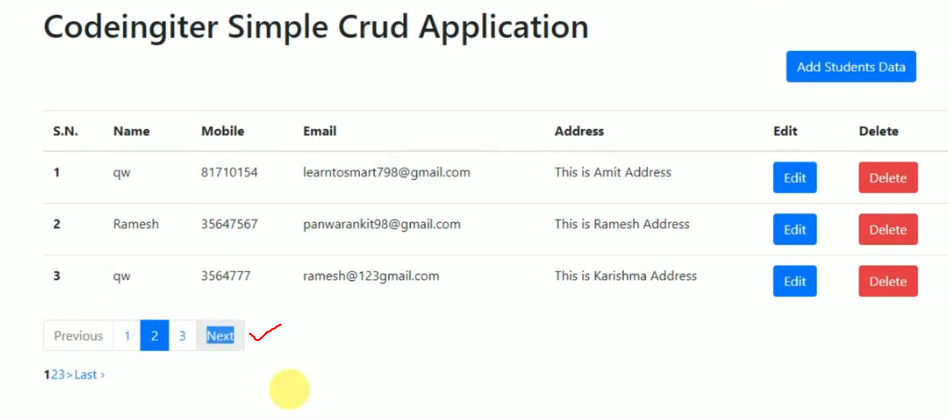 Codeingiter Simple Crud Application
Add Students Data
S.N. Name Mobile Email Address Edit Delete
1 qw 81710154 learntosmart798@gmail.com This is Amit Address Edit Delete
2 Ramesh 35647567 panwarankit98@gmail.com This is Ramesh Address Edit Delete
3 qw 3564777 ramesh@123gmail.com This is Karishma Address Edit Delete
Previous 1 2 3 Next
123>Last ›